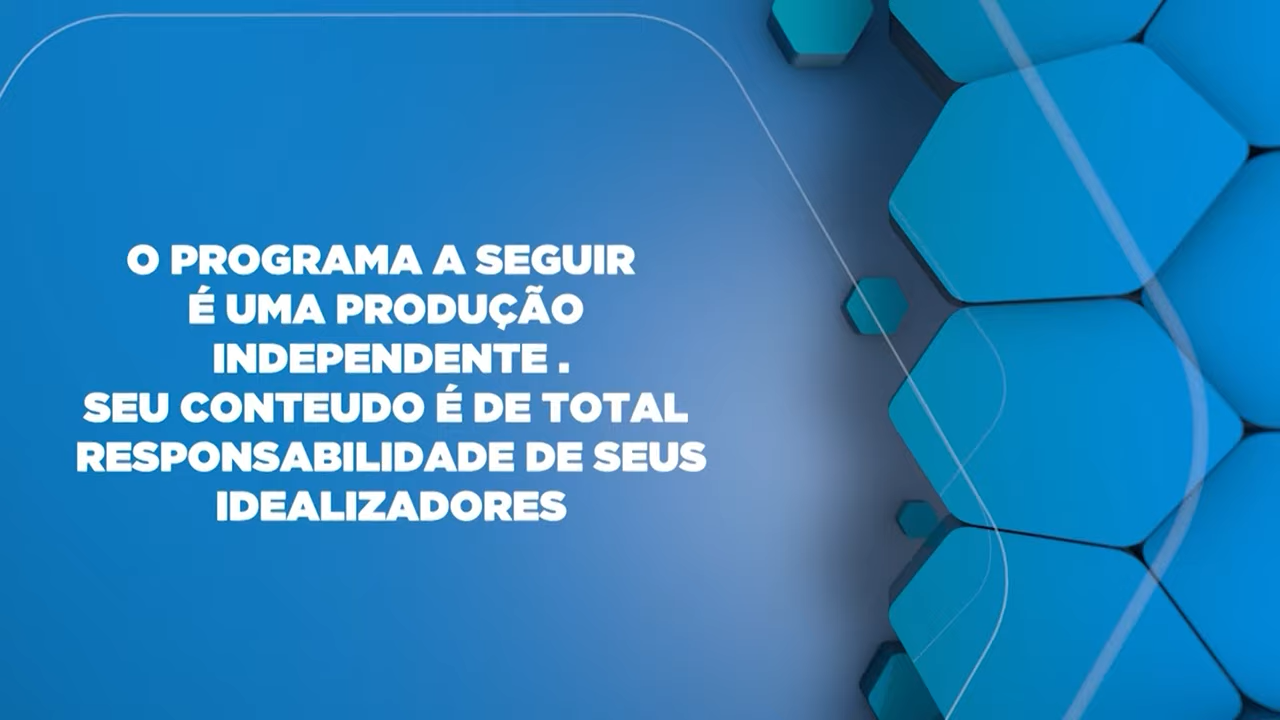 O PROGRAMA A SEGUIR
É UMA PRODUÇÃO
INDEPENDENTE .
SEU CONTEUDO É DE TOTAL
RESPONSABILIDADE DE SEUS
IDEALIZADORES